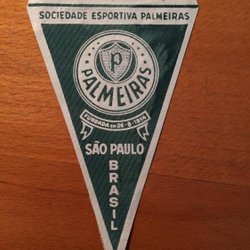 SOCIEDADE ESPORTIVA PALMEIRAS
P
PALMEIRAS
FUNDADA EM 26-8-1914
SÃO PAULO
BRASIL